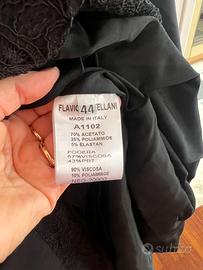 FLAVIO 44 ELLANI
MADE IN ITALY
A1102
70% ACETATO
25% POLIAMMIDE
5% ELASTAN
FODERA
57% VISCOSA
43% PBT
90% VISCOSA
10% POLIAMMIDE
subito